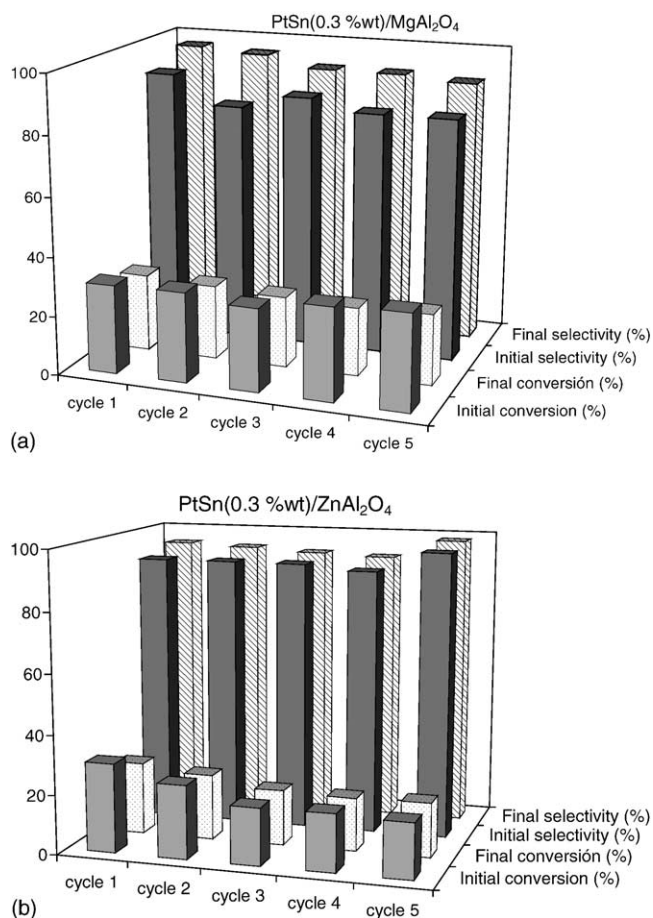 PtSn(0.3 %wt)/MgAl₂O₄
100
80
60
40
20
0
cycle 1
cycle 2
cycle 3
cycle 4
cycle 5
Final selectivity (%)
Initial selectivity (%)
Final conversión (%)
Initial conversion (%)
(a)
PtSn(0.3 %wt)/ZnAl₂O₄
100
80
60
40
20
0
cycle 1
cycle 2
cycle 3
cycle 4
cycle 5
Final selectivity (%)
Initial selectivity (%)
Final conversión (%)
Initial conversion (%)
(b)